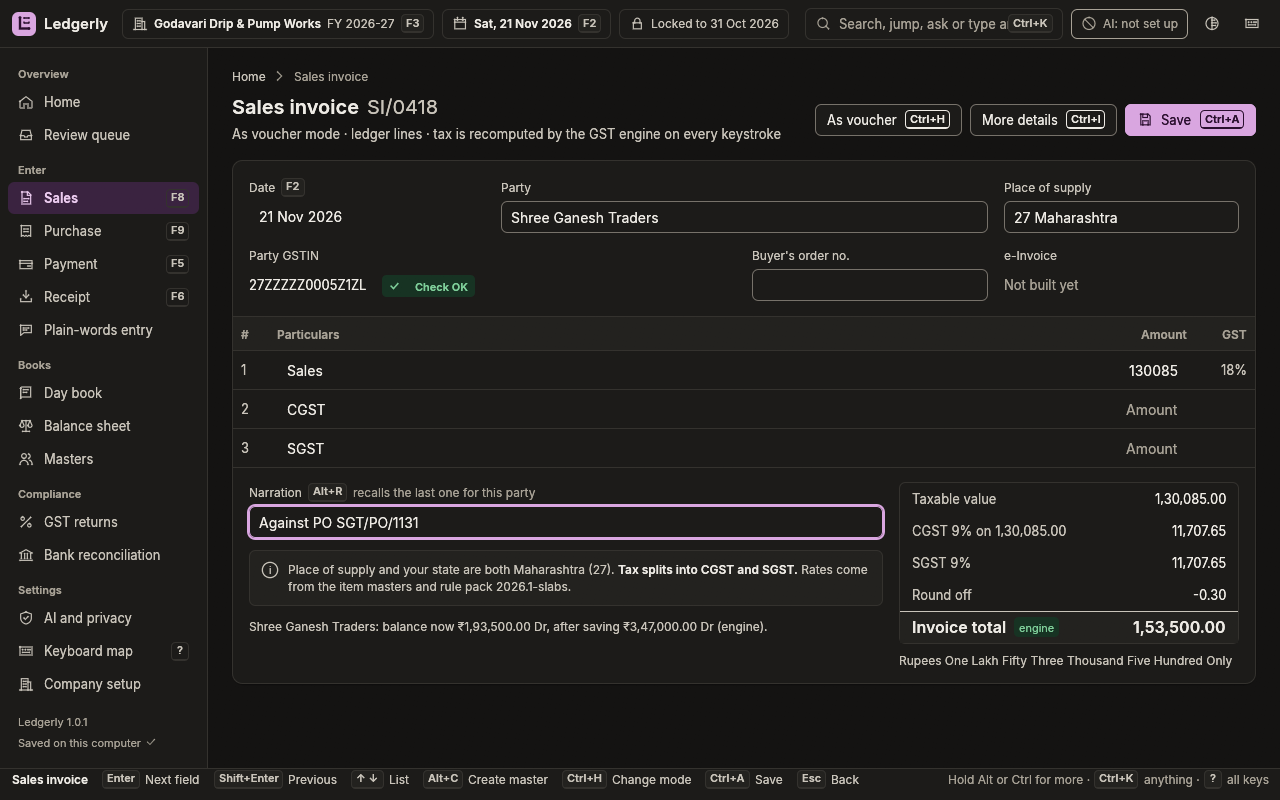 Ledgerly
Godavari Drip & Pump Works FY 2026-27 F3
Sat, 21 Nov 2026 F2
Locked to 31 Oct 2026
Search, jump, ask or type a Ctrl+K
AI: not set up
Overview
Home
Review queue
Enter
Sales F8
Purchase F9
Payment F5
Receipt F6
Plain-words entry
Books
Day book
Balance sheet
Masters
Compliance
GST returns
Bank reconciliation
Settings
AI and privacy
Keyboard map ?
Company setup
Ledgerly 1.0.1
Saved on this computer
Home Sales invoice
Sales invoice SI/0418
As voucher mode · ledger lines · tax is recomputed by the GST engine on every keystroke
As voucher Ctrl+H
More details Ctrl+I
Save Ctrl+A
Date F2
21 Nov 2026
Party
Shree Ganesh Traders
Place of supply
27 Maharashtra
Party GSTIN
27ZZZZZ0005Z1ZL Check OK
Buyer's order no.
e-Invoice
Not built yet
# Particulars Amount GST
1 Sales 130085 18%
2 CGST Amount
3 SGST Amount
Narration Alt+R recalls the last one for this party
Against PO SGT/PO/1131
Place of supply and your state are both Maharashtra (27). Tax splits into CGST and SGST. Rates come
from the item masters and rule pack 2026.1-slabs.
Shree Ganesh Traders: balance now ₹1,93,500.00 Dr, after saving ₹3,47,000.00 Dr (engine).
Taxable value 1,30,085.00
CGST 9% on 1,30,085.00 11,707.65
SGST 9% 11,707.65
Round off -0.30
Invoice total engine 1,53,500.00
Rupees One Lakh Fifty Three Thousand Five Hundred Only
Sales invoice Enter Next field Shift+Enter Previous ↑ ↓ List Alt+C Create master Ctrl+H Change mode Ctrl+A Save Esc Back Hold Alt or Ctrl for more · Ctrl+K anything · ? all keys